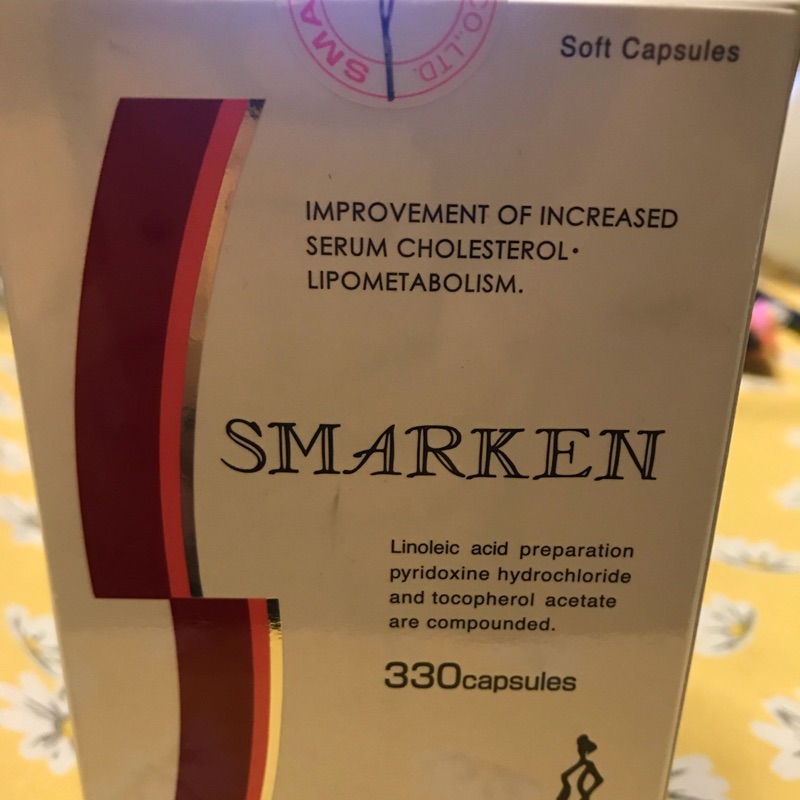 CO.,LTD. SMA
Soft Capsules
IMPROVEMENT OF INCREASED
SERUM CHOLESTEROL·
LIPOMETABOLISM.
SMARKEN
Linoleic acid preparation
pyridoxine hydrochloride
and tocopherol acetate
are compounded.
330capsules